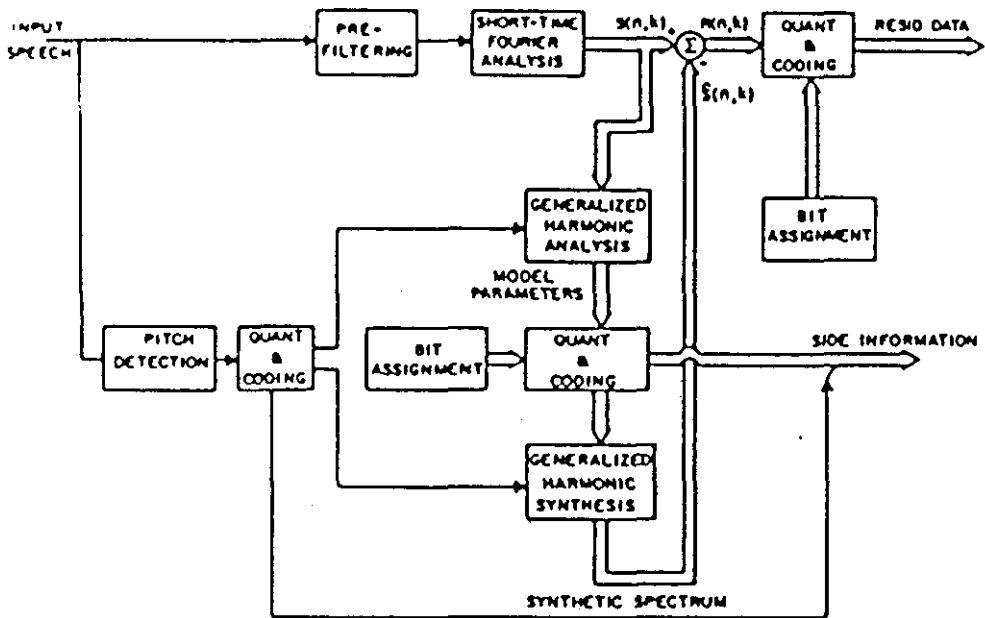 INPUT
SPEECH
PRE-
FILTERING
SHORT-TIME
FOURIER
ANALYSIS
S(n,k)
+
Σ
R(n,k)
-
Ŝ(n,k)
QUANT
&
CODING
RESID DATA
BIT
ASSIGNMENT
GENERALIZED
HARMONIC
ANALYSIS
MODEL
PARAMETERS
PITCH
DETECTION
QUANT
&
CODING
BIT
ASSIGNMENT
QUANT
&
CODING
SIDE INFORMATION
GENERALIZED
HARMONIC
SYNTHESIS
SYNTHETIC SPECTRUM